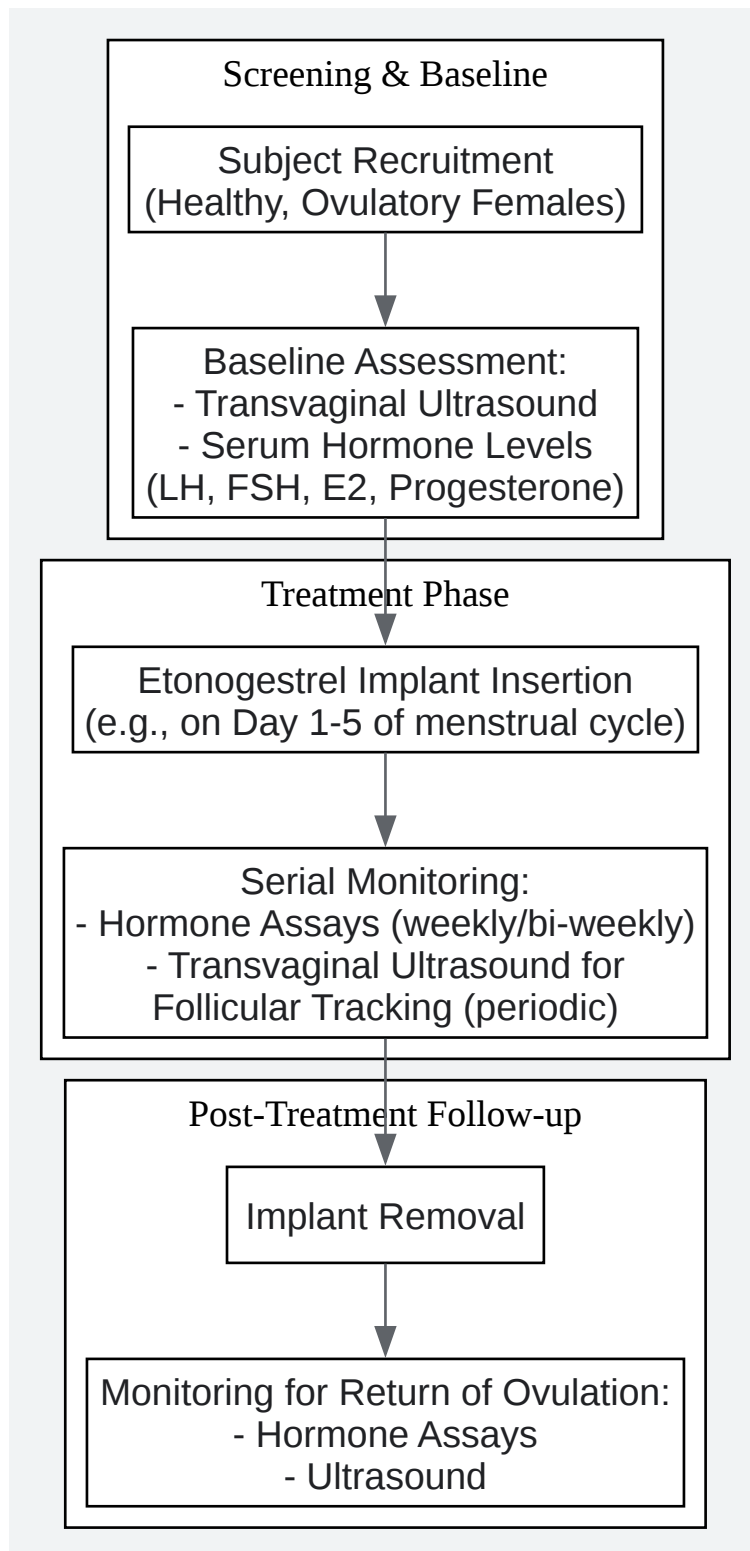 Screening & Baseline
Subject Recruitment
(Healthy, Ovulatory Females)
Baseline Assessment:
- Transvaginal Ultrasound
- Serum Hormone Levels
(LH, FSH, E2, Progesterone)
Treatment Phase
Etonogestrel Implant Insertion
(e.g., on Day 1-5 of menstrual cycle)
Serial Monitoring:
- Hormone Assays (weekly/bi-weekly)
- Transvaginal Ultrasound for
Follicular Tracking (periodic)
Post-Treatment Follow-up
Implant Removal
Monitoring for Return of Ovulation:
- Hormone Assays
- Ultrasound